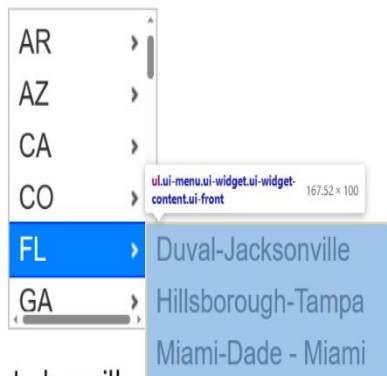 AR
AZ
CA
CO
ul.ui-menu.ui-widget.ui-widget-content.ui-front 167.52 × 100
FL
Duval-Jacksonville
GA
Hillsborough-Tampa
Miami-Dade - Miami